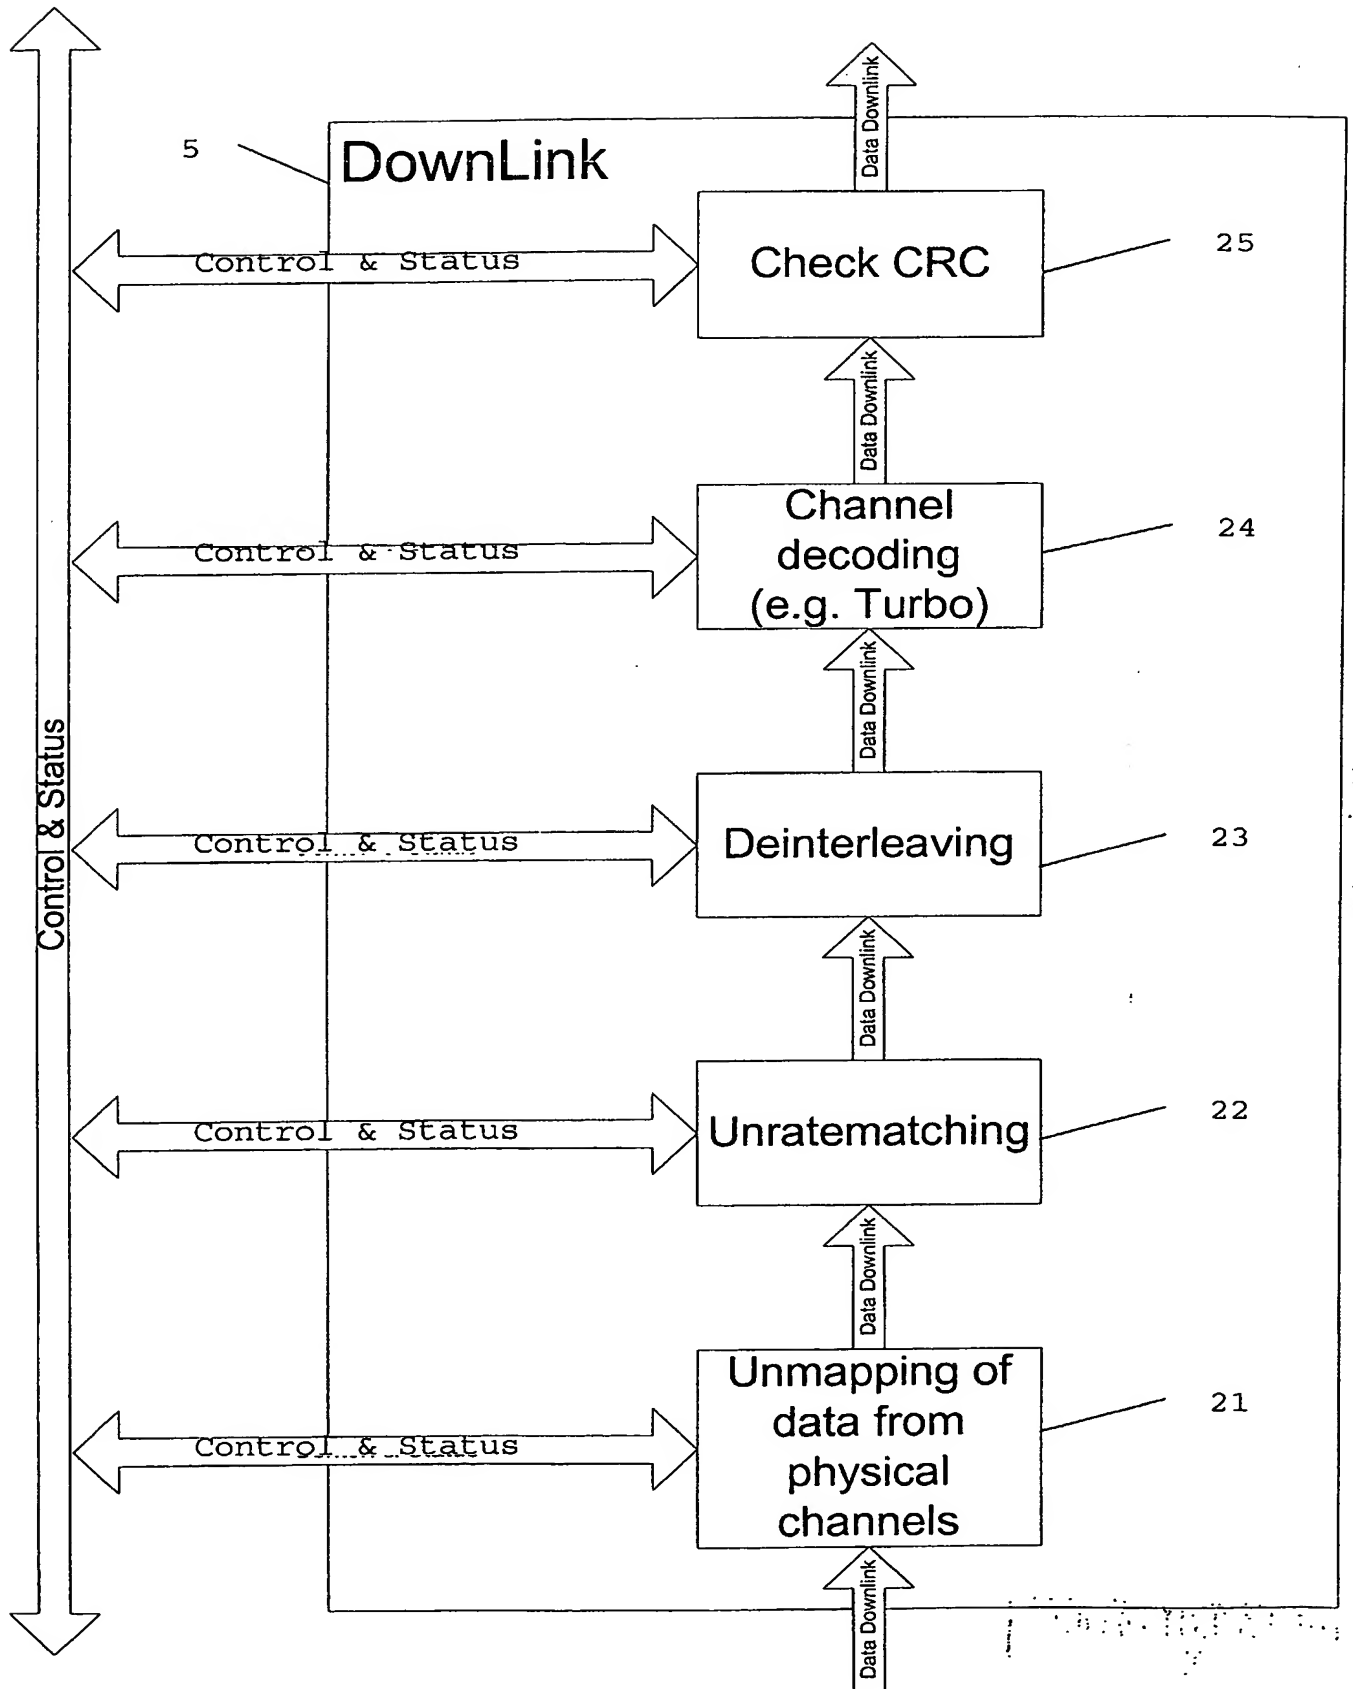 Data Downlink
5
DownLink
Control & Status
Check CRC
25
Data Downlink
Control & Status
Channel
decoding
(e.g. Turbo)
24
Data Downlink
Control & Status
Control & Status
Deinterleaving
23
Data Downlink
Control & Status
Unratematching
22
Data Downlink
Control & Status
Unmapping of
data from
physical
channels
21
Data Downlink